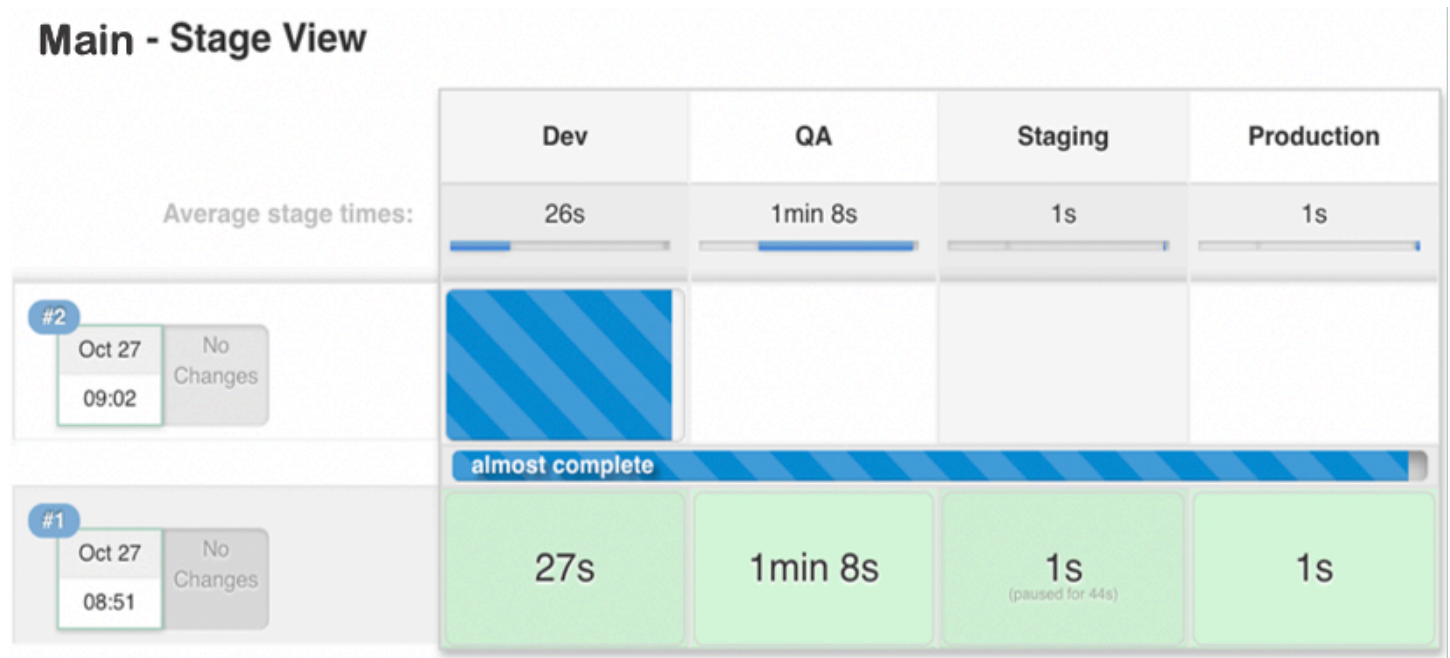 Main - Stage View
Dev QA Staging Production
Average stage times: 26s 1min 8s 1s 1s
#2
Oct 27 No
Changes
09:02
almost complete
#1
Oct 27 No
Changes
08:51
27s 1min 8s 1s 1s
(paused for 44s)